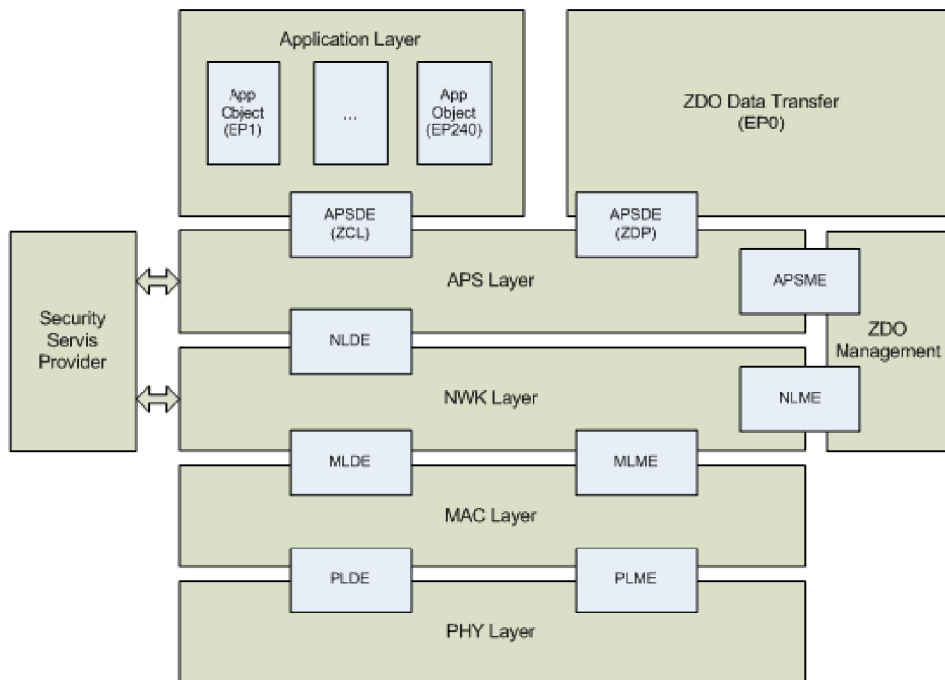 Application Layer
App
Object
(EP1)
...
App
Object
(EP240)
ZDO Data Transfer
(EP0)
APSDE
(ZCL)
APSDE
(ZDP)
APS Layer
APSME
Security
Servis
Provider
NLDE
ZDO
Management
NWK Layer
NLME
MLDE
MLME
MAC Layer
PLDE
PLME
PHY Layer